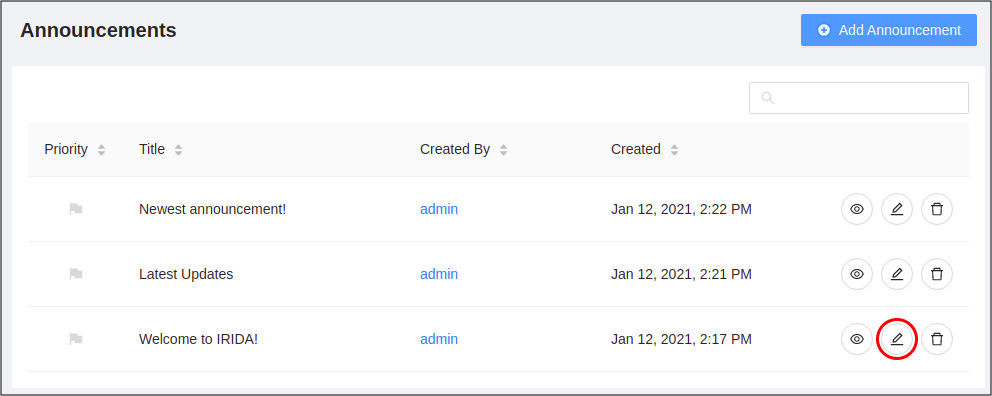 Announcements
Add Announcement
Priority Title Created By Created
Newest announcement! admin Jan 12, 2021, 2:22 PM
Latest Updates admin Jan 12, 2021, 2:21 PM
Welcome to IRIDA! admin Jan 12, 2021, 2:17 PM